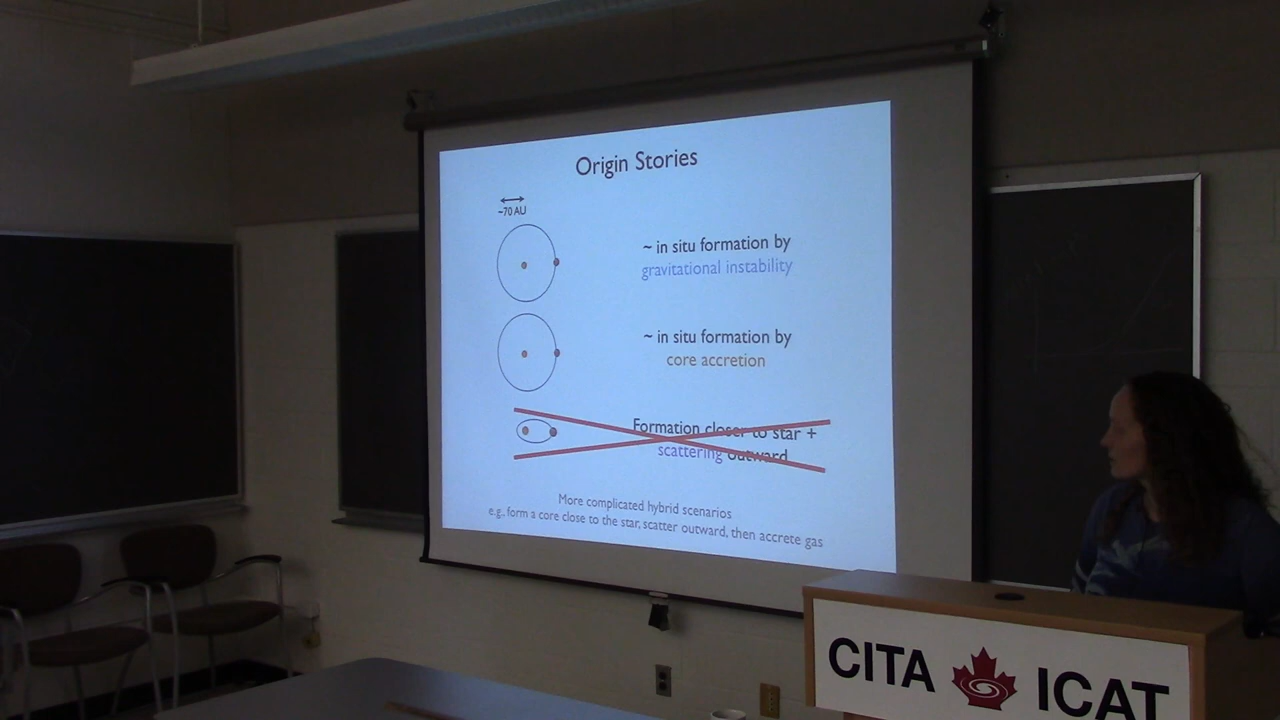 Origin Stories
~70 AU
~ in situ formation by
gravitational instability
~ in situ formation by
core accretion
Formation closer to star +
scattering outward
More complicated hybrid scenarios
e.g., form a core close to the star, scatter outward, then accrete gas
CITA ICAT